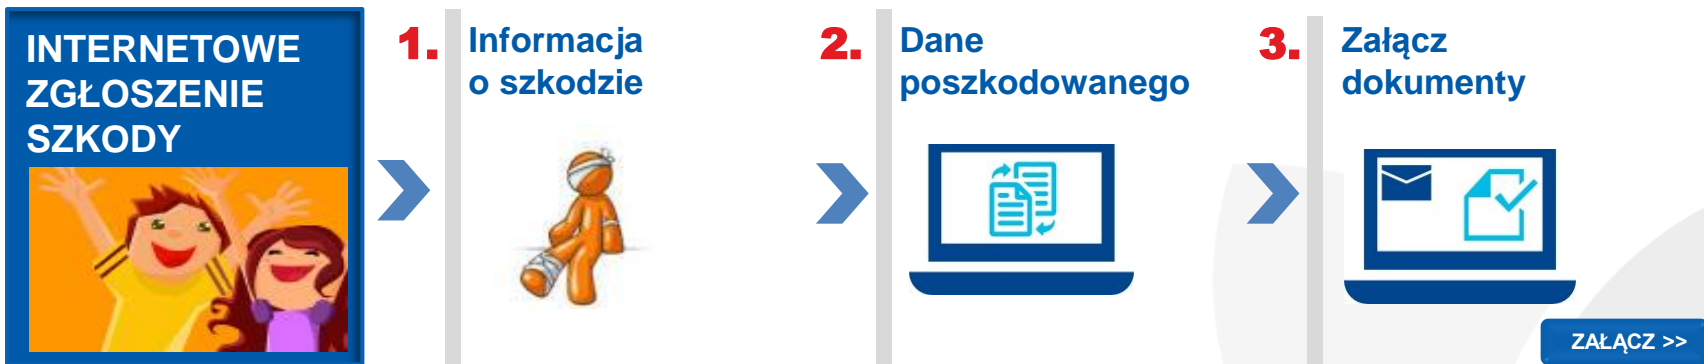 INTERNETOWE
ZGŁOSZENIE
SZKODY
1.
Informacja
o szkodzie
2.
Dane
poszkodowanego
3.
Załącz
dokumenty
ZAŁĄCZ >>